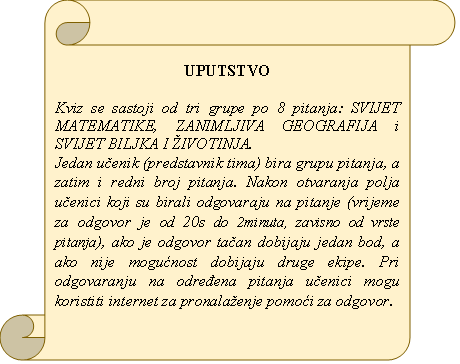 UPUTSTVO
Kviz se sastoji od tri grupe po 8 pitanja: SVIJET
MATEMATIKE, ZANIMLJIVA GEOGRAFIJA i
SVIJET BILJKA I ŽIVOTINJA.
Jedan učenik (predstavnik tima) bira grupu pitanja, a
zatim i redni broj pitanja. Nakon otvaranja polja
učenici koji su birali odgovaraju na pitanje (vrijeme
za odgovor je od 20s do 2minuta, zavisno od vrste
pitanja), ako je odgovor tačan dobijaju jedan bod, a
ako nije mogućnost dobijaju druge ekipe. Pri
odgovaranju na određena pitanja učenici mogu
koristiti internet za pronalaženje pomoći za odgovor.